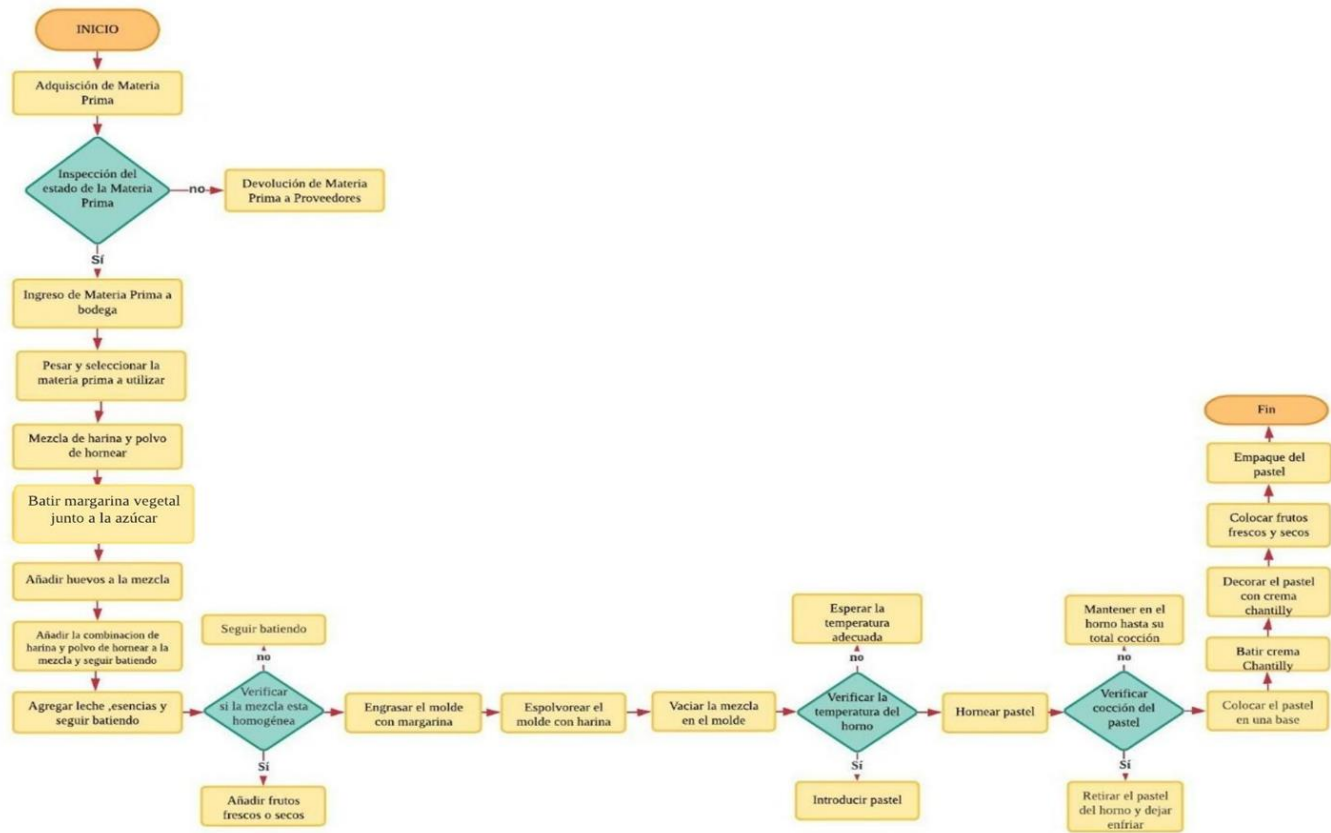 INICIO
Adquisción de Materia
Prima
Inspección del
estado de la Materia
Prima
no
Devolución de Materia
Prima a Proveedores
Sí
Ingreso de Materia Prima a
bodega
Pesar y seleccionar la
materia prima a utilizar
Mezcla de harina y polvo
de hornear
Batir margarina vegetal
junto a la azúcar
Añadir huevos a la mezcla
Añadir la combinacion de
harina y polvo de hornear a la
mezcla y seguir batiendo
Agregar leche ,esencias y
seguir batiendo
Seguir batiendo
no
Verificar
si la mezcla esta
homogénea
Sí
Añadir frutos
frescos o secos
Engrasar el molde
con margarina
Espolvorear el
molde con harina
Vaciar la mezcla
en el molde
Esperar la
temperatura
adecuada
no
Verificar la
temperatura del
horno
Sí
Introducir pastel
Hornear pastel
Mantener en el
horno hasta su
total cocción
no
Verificar
cocción del
pastel
Sí
Retirar el pastel
del horno y dejar
enfriar
Colocar el pastel
en una base
Batir crema
Chantilly
Decorar el pastel
con crema
chantilly
Colocar frutos
frescos y secos
Empaque del
pastel
Fin